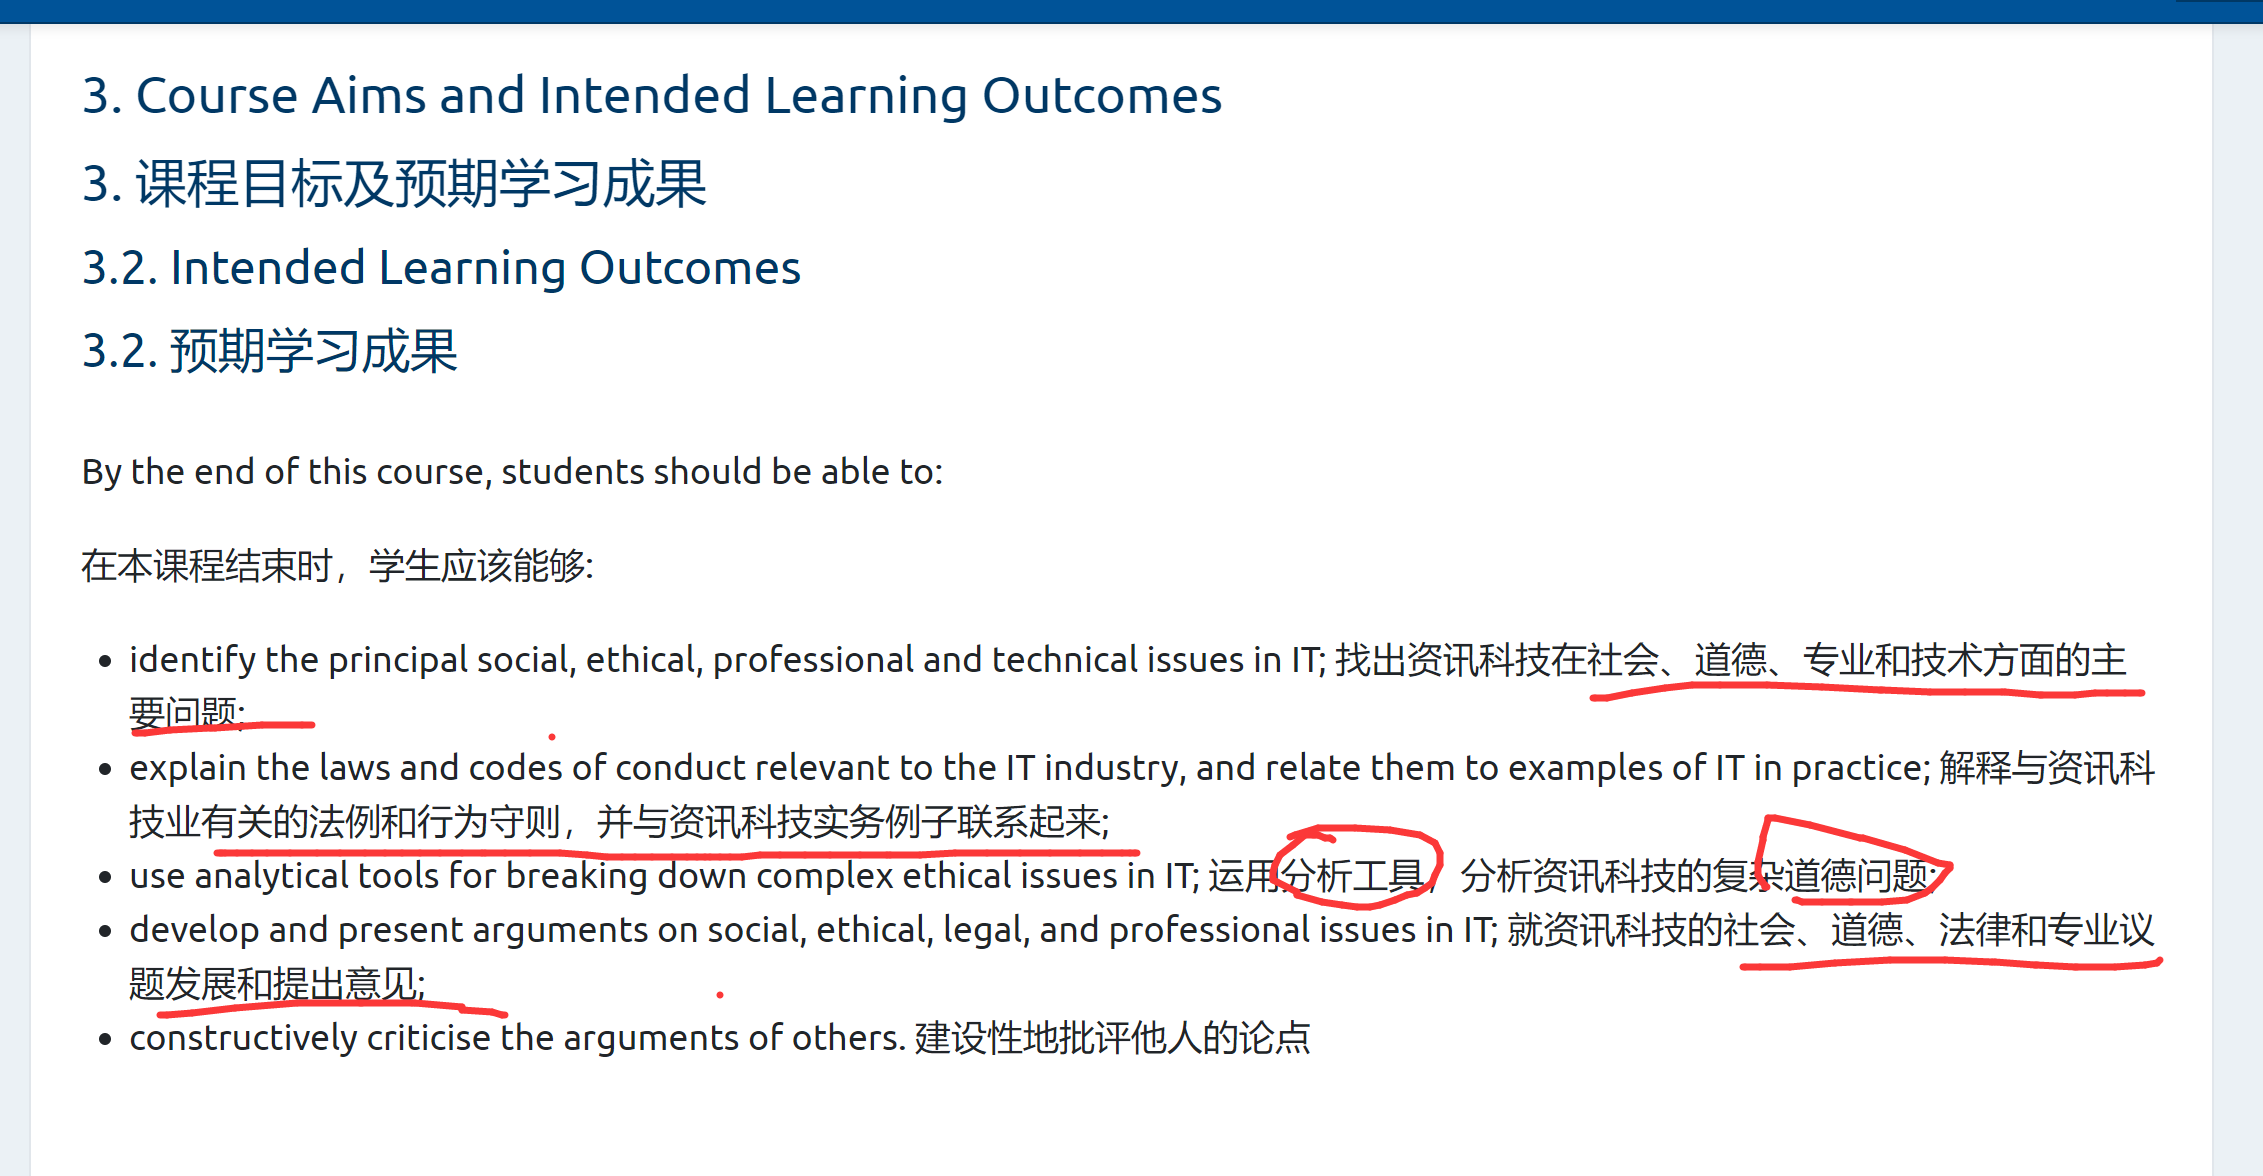 3. Course Aims and Intended Learning Outcomes
3. 课程目标及预期学习成果
3.2. Intended Learning Outcomes
3.2. 预期学习成果
By the end of this course, students should be able to:
在本课程结束时，学生应该能够:
identify the principal social, ethical, professional and technical issues in IT; 找出资讯科技在社会、道德、专业和技术方面的主
要问题;
explain the laws and codes of conduct relevant to the IT industry, and relate them to examples of IT in practice; 解释与资讯科
技业有关的法例和行为守则，并与资讯科技实务例子联系起来;
use analytical tools for breaking down complex ethical issues in IT; 运用分析工具，分析资讯科技的复杂道德问题;
develop and present arguments on social, ethical, legal, and professional issues in IT; 就资讯科技的社会、道德、法律和专业议
题发展和提出意见;
constructively criticise the arguments of others. 建设性地批评他人的论点